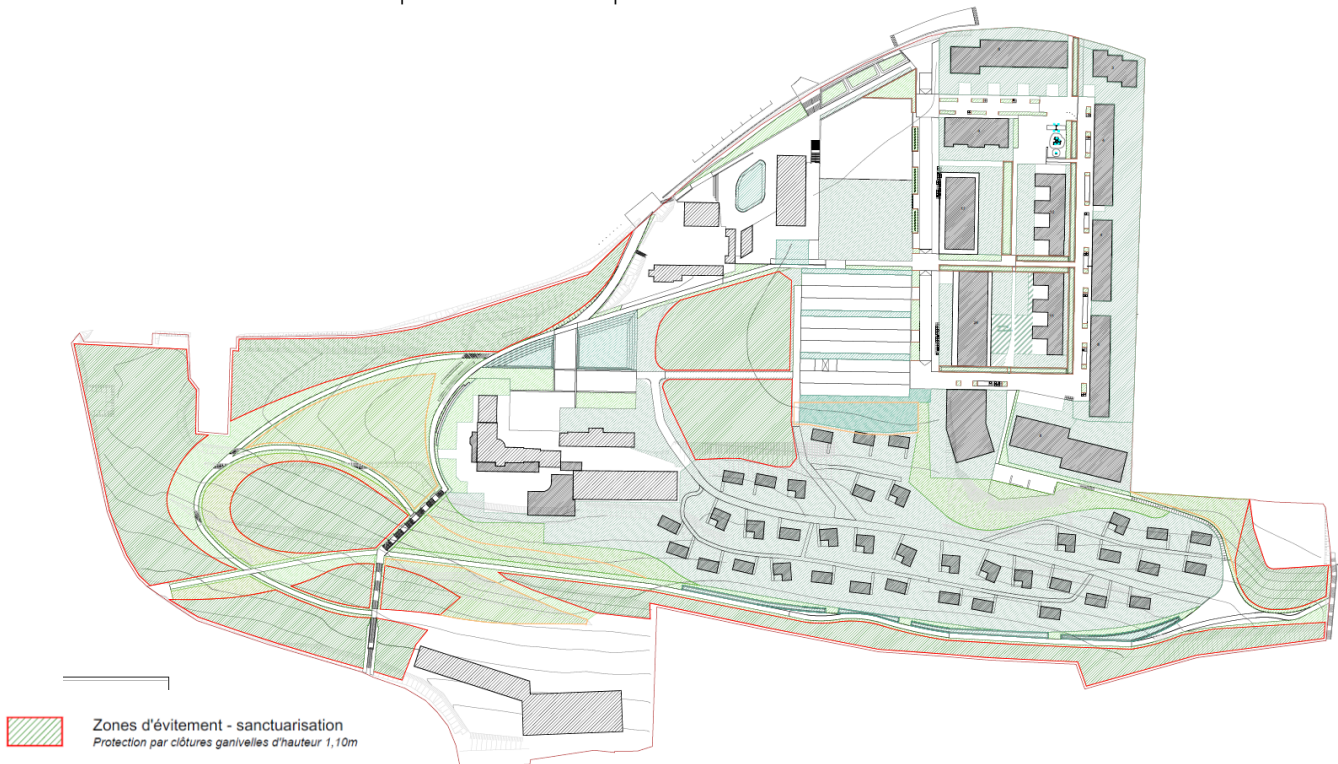 Zones d'évitement - sanctuarisation
Protection par clôtures ganivelles d'hauteur 1,10m